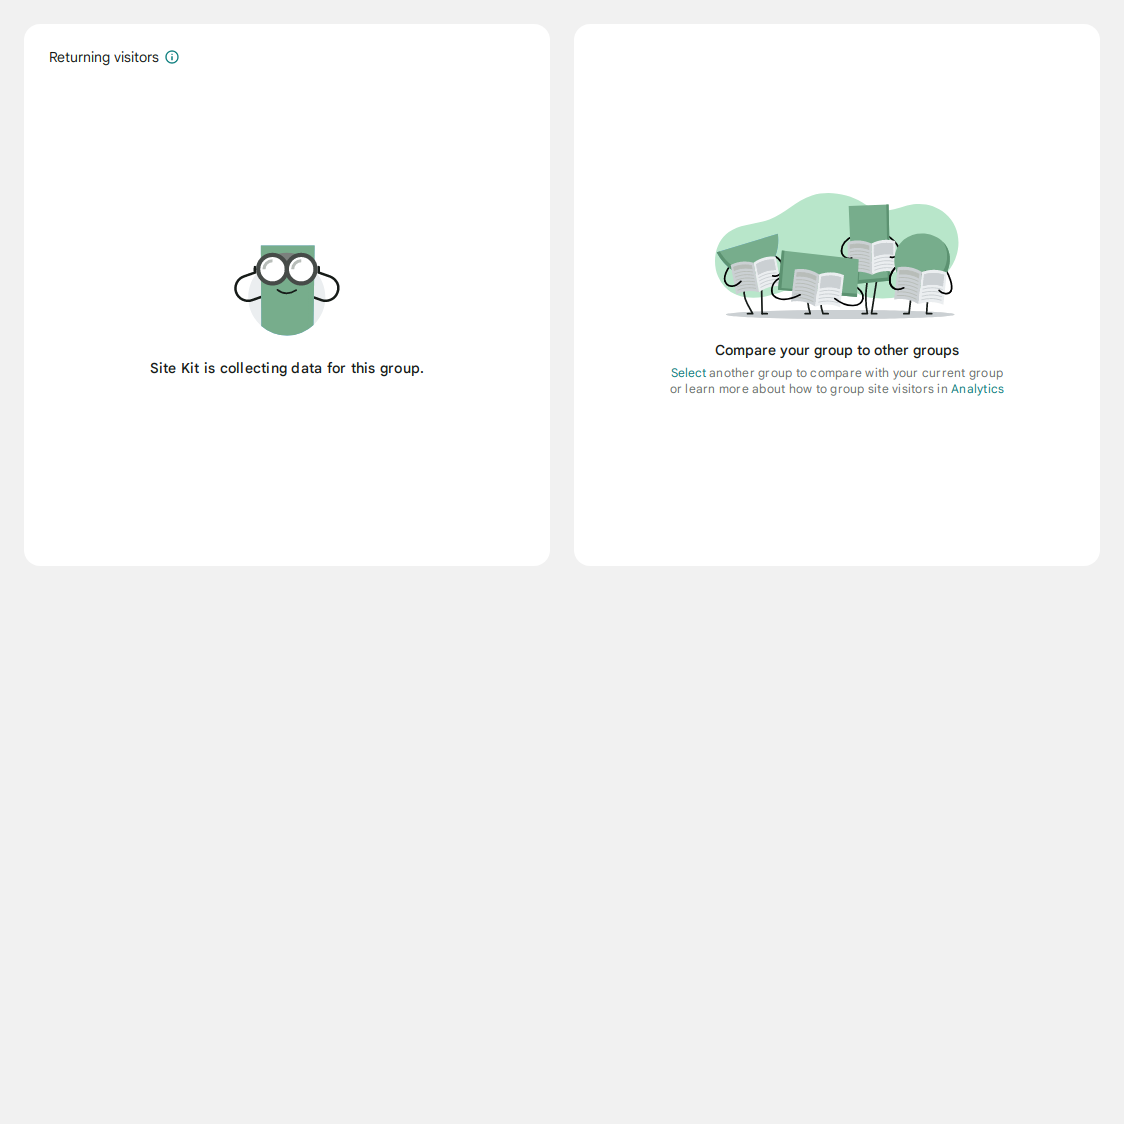 Returning visitors
Site Kit is collecting data for this group.
Compare your group to other groups
Select another group to compare with your current group
or learn more about how to group site visitors in Analytics